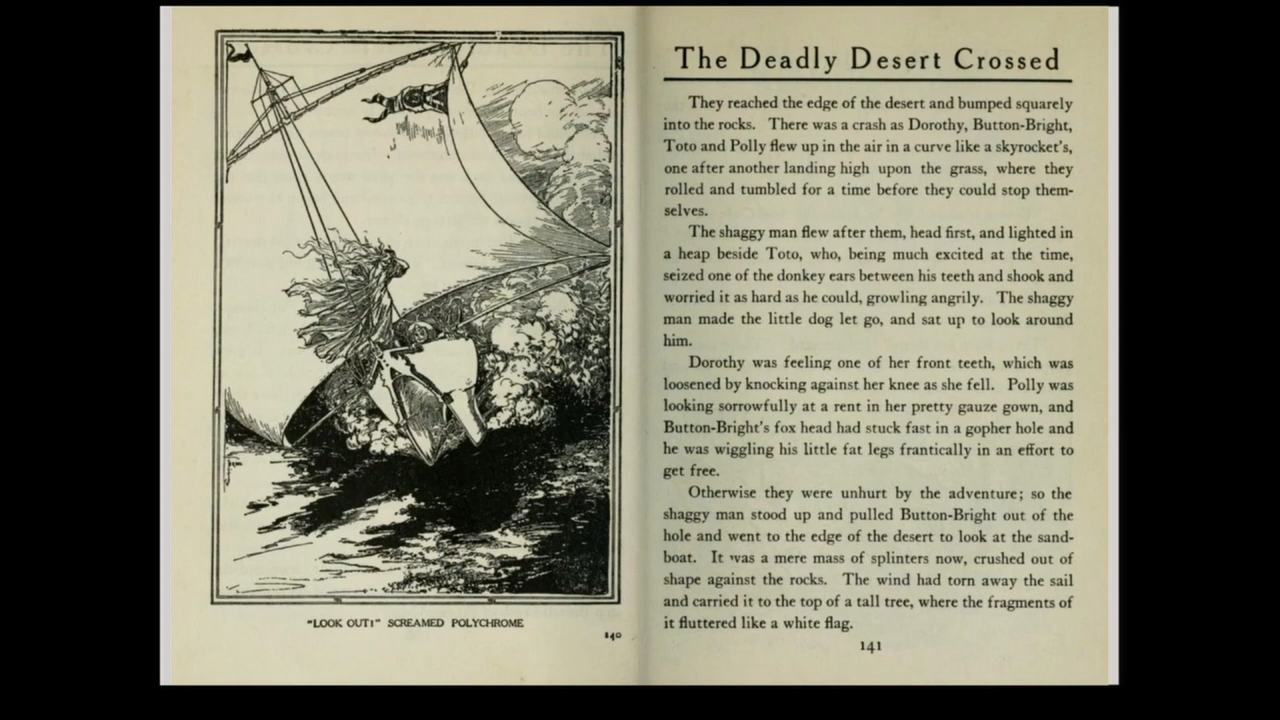 "LOOK OUT!" SCREAMED POLYCHROME
140
The Deadly Desert Crossed
They reached the edge of the desert and bumped squarely
into the rocks. There was a crash as Dorothy, Button-Bright,
Toto and Polly flew up in the air in a curve like a skyrocket's,
one after another landing high upon the grass, where they
rolled and tumbled for a time before they could stop them-
selves.
The shaggy man flew after them, head first, and lighted in
a heap beside Toto, who, being much excited at the time,
seized one of the donkey ears between his teeth and shook and
worried it as hard as he could, growling angrily. The shaggy
man made the little dog let go, and sat up to look around
him.
Dorothy was feeling one of her front teeth, which was
loosened by knocking against her knee as she fell. Polly was
looking sorrowfully at a rent in her pretty gauze gown, and
Button-Bright's fox head had stuck fast in a gopher hole and
he was wiggling his little fat legs frantically in an effort to
get free.
Otherwise they were unhurt by the adventure; so the
shaggy man stood up and pulled Button-Bright out of the
hole and went to the edge of the desert to look at the sand-
boat. It was a mere mass of splinters now, crushed out of
shape against the rocks. The wind had torn away the sail
and carried it to the top of a tall tree, where the fragments of
it fluttered like a white flag.
141